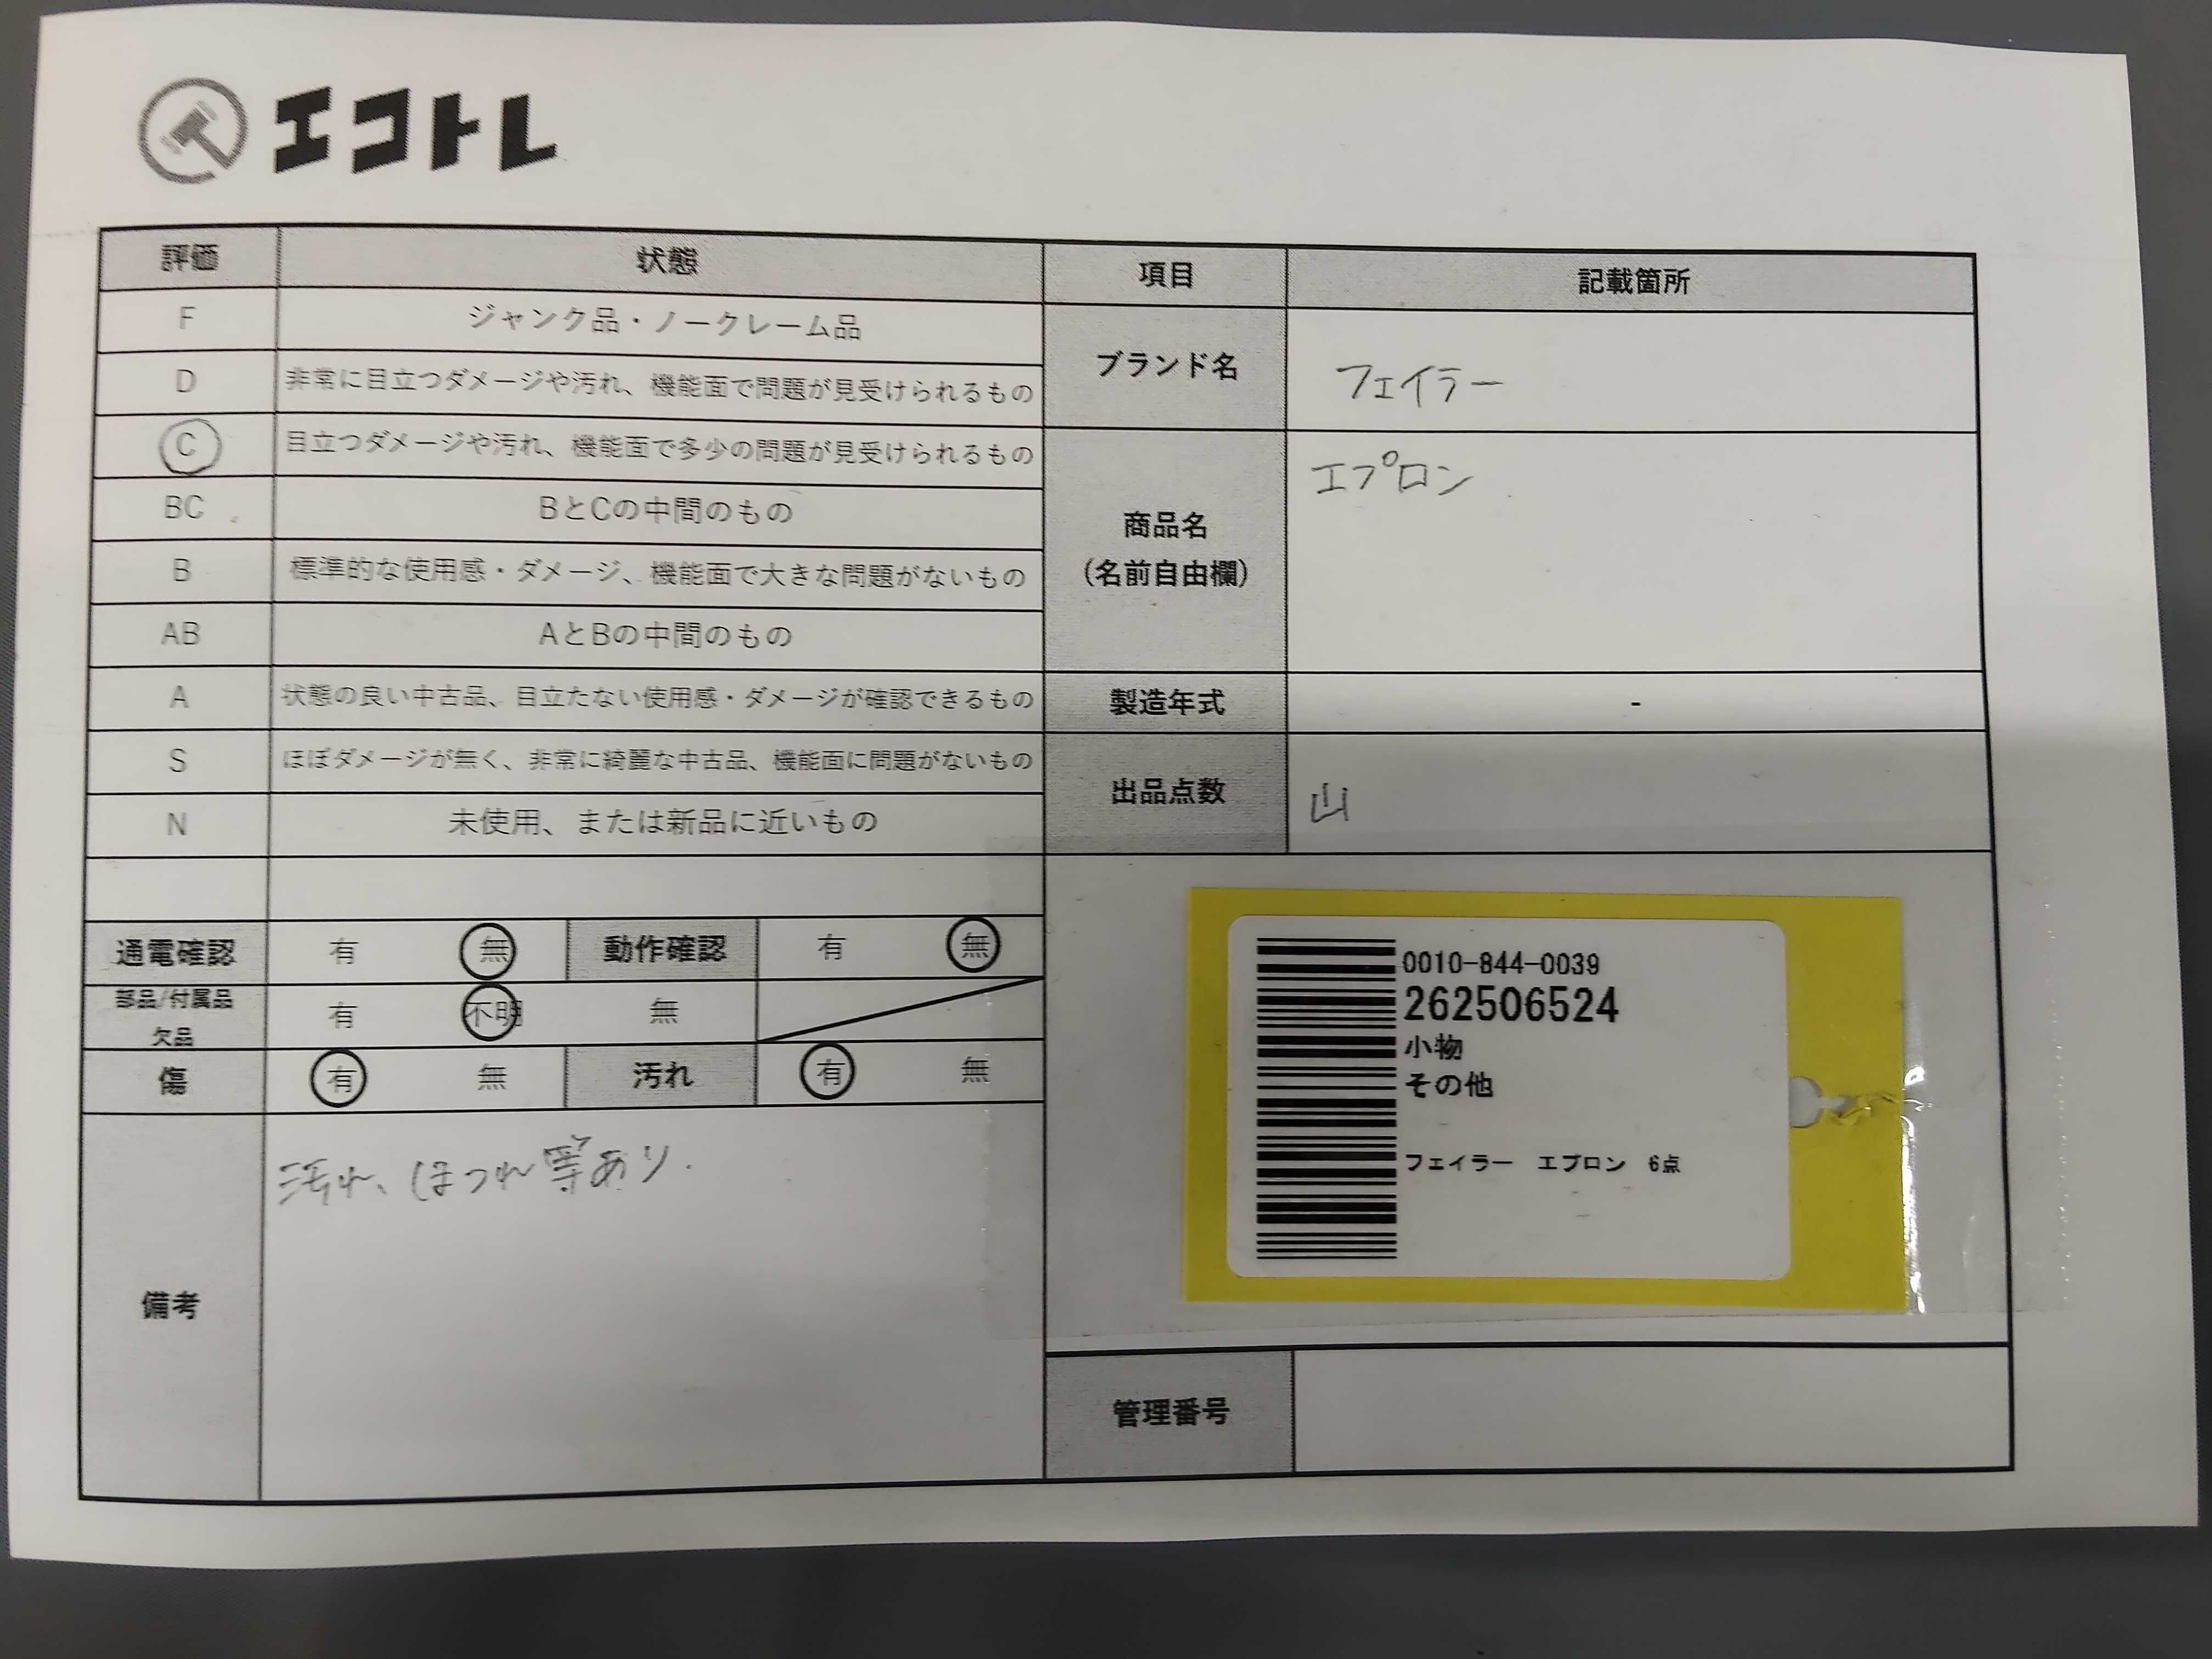 エコトレ
評価 状態 項目 記載箇所
F ジャンク品・ノークレーム品
D 非常に目立つダメージや汚れ、機能面で問題が見受けられるもの
C 目立つダメージや汚れ、機能面で多少の問題が見受けられるもの
BC BとCの中間のもの
B 標準的な使用感・ダメージ、機能面で大きな問題がないもの
AB AとBの中間のもの
A 状態の良い中古品、目立たない使用感・ダメージが確認できるもの
S ほぼダメージが無く、非常に綺麗な中古品、機能面に問題がないもの
N 未使用、または新品に近いもの
ブランド名 フェイラー
商品名 エプロン
(名前自由欄)
製造年式 -
出品点数 山
通電確認 有 無 動作確認 有 無
部品/付属品 有 不明 無
欠品
傷 有 無 汚れ 有 無
備考 汚れ、ほつれ等あり.
0010-844-0039
262506524
小物
その他
フェイラー エプロン 6点
管理番号